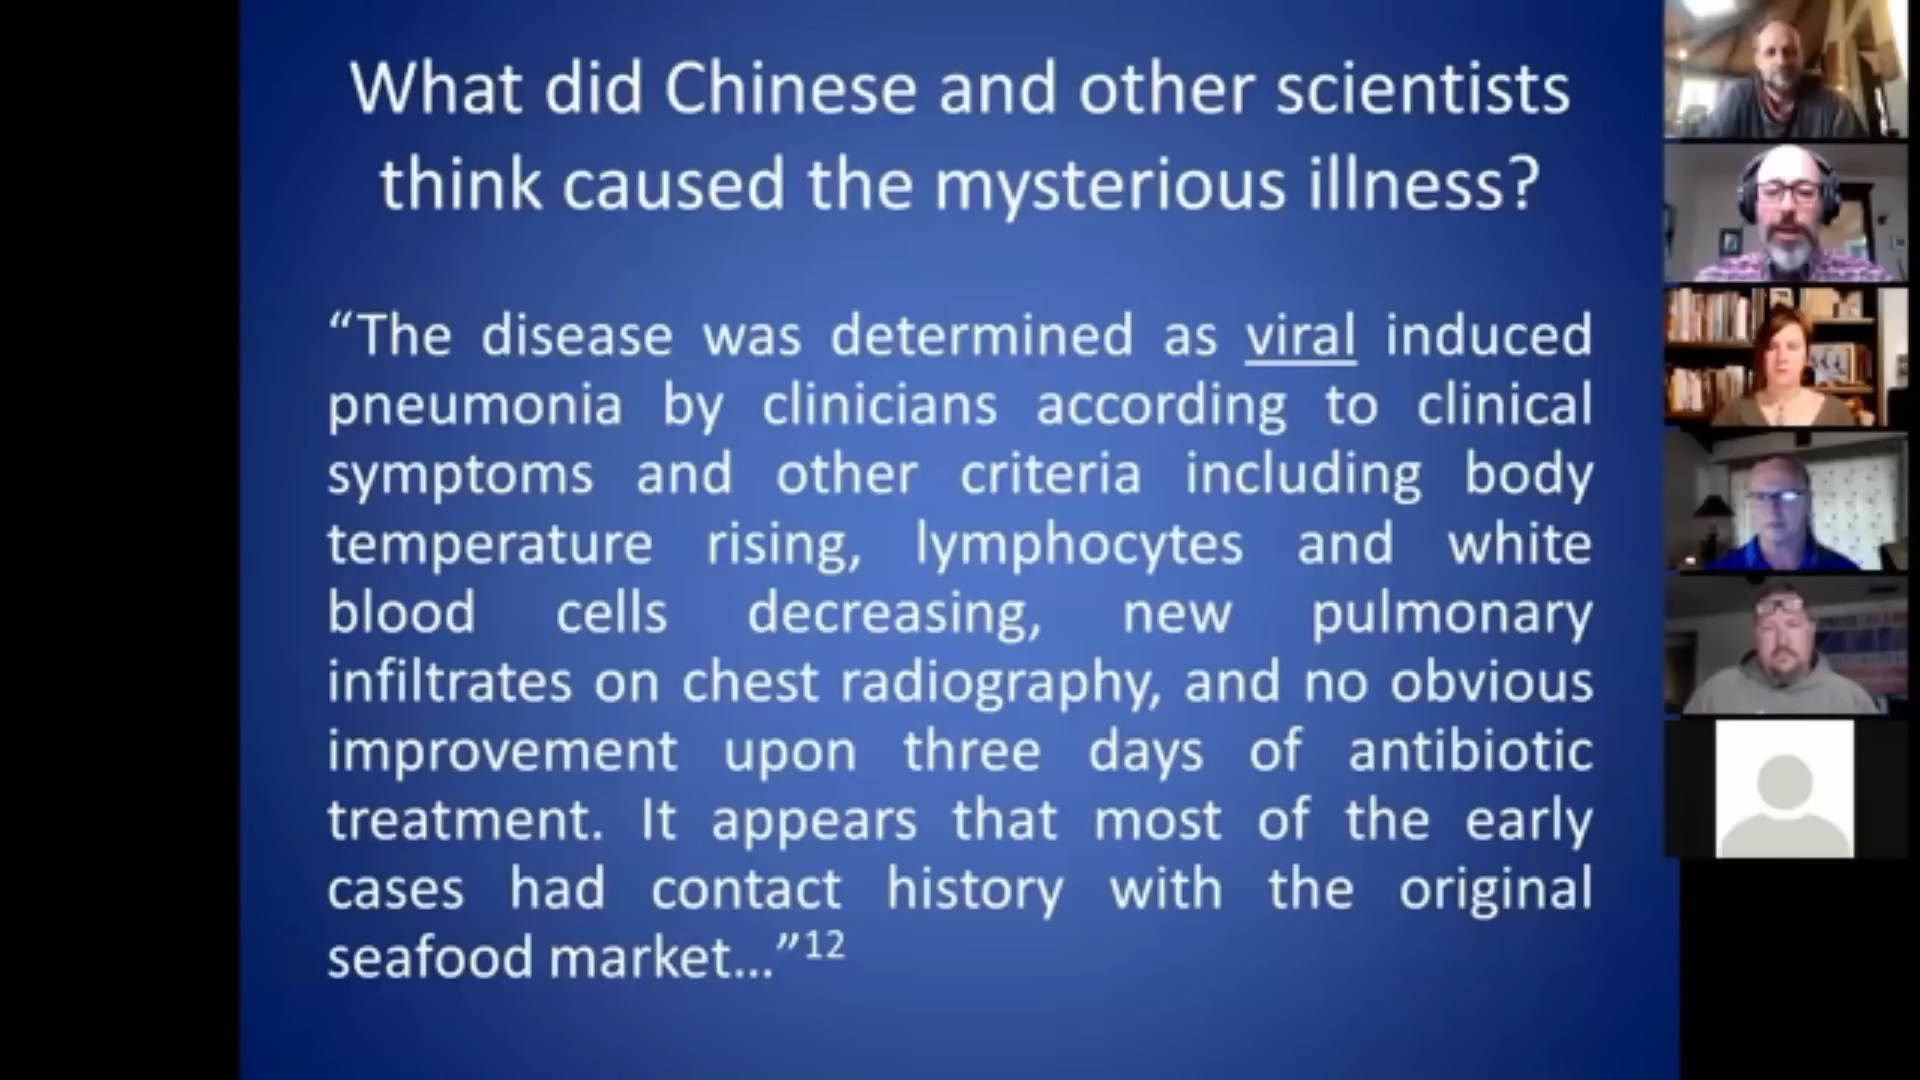 What did Chinese and other scientists
think caused the mysterious illness?
“The disease was determined as viral induced
pneumonia by clinicians according to clinical
symptoms and other criteria including body
temperature rising, lymphocytes and white
blood cells decreasing, new pulmonary
infiltrates on chest radiography, and no obvious
improvement upon three days of antibiotic
treatment. It appears that most of the early
cases had contact history with the original
seafood market…”12